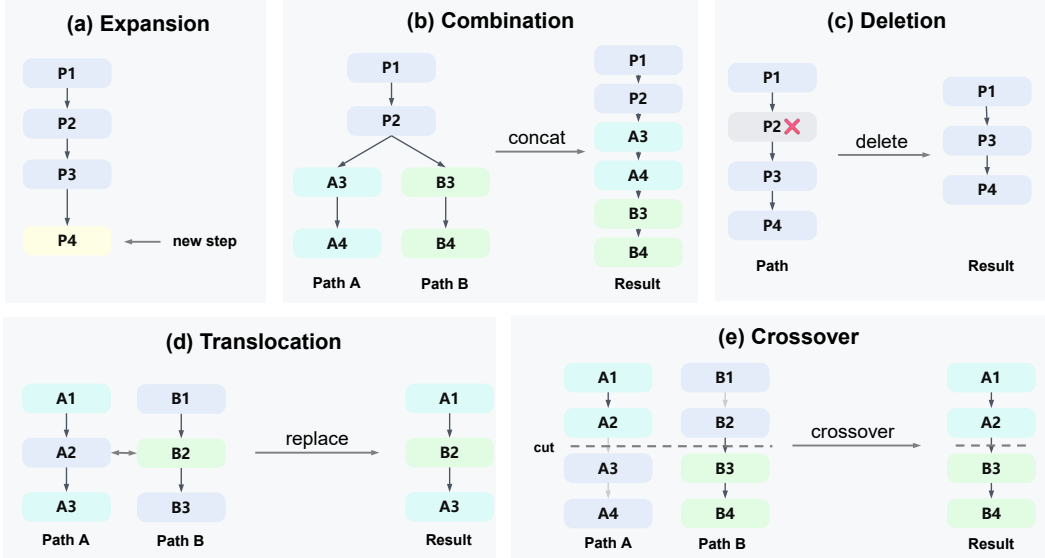 (a) Expansion
P1
P2
P3
P4
new step
(b) Combination
P1
P2
A3
B3
A4
B4
Path A
Path B
concat
P1
P2
A3
A4
B3
B4
Result
(c) Deletion
P1
P2
P3
P4
Path
delete
P1
P3
P4
Result
(d) Translocation
A1
B1
A2
B2
A3
B3
Path A
Path B
replace
A1
B2
A3
Result
(e) Crossover
A1
B1
A2
B2
cut
A3
B3
A4
B4
Path A
Path B
crossover
A1
A2
B3
B4
Result